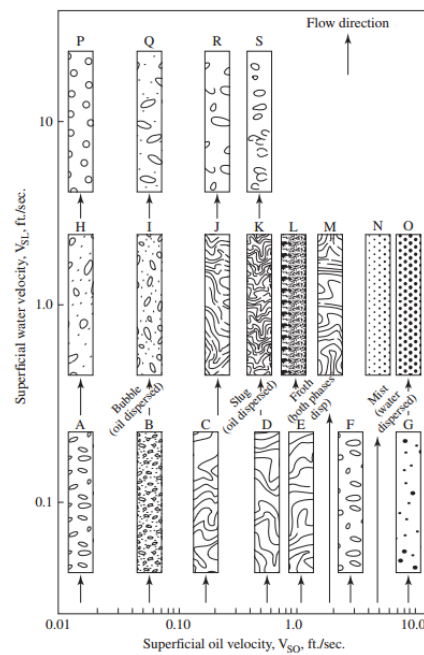 Flow direction
P Q R S
10
H I J K L M N O
1.0
Bubble
(oil dispersed)
Slug
(oil dispersed)
Froth
(both phases
disp)
Mist
(water
dispersed)
A B C D E F G
0.1
0.01 0.10 1.0 10.0
Superficial water velocity, V_SL, ft./sec.
Superficial oil velocity, V_SO, ft./sec.